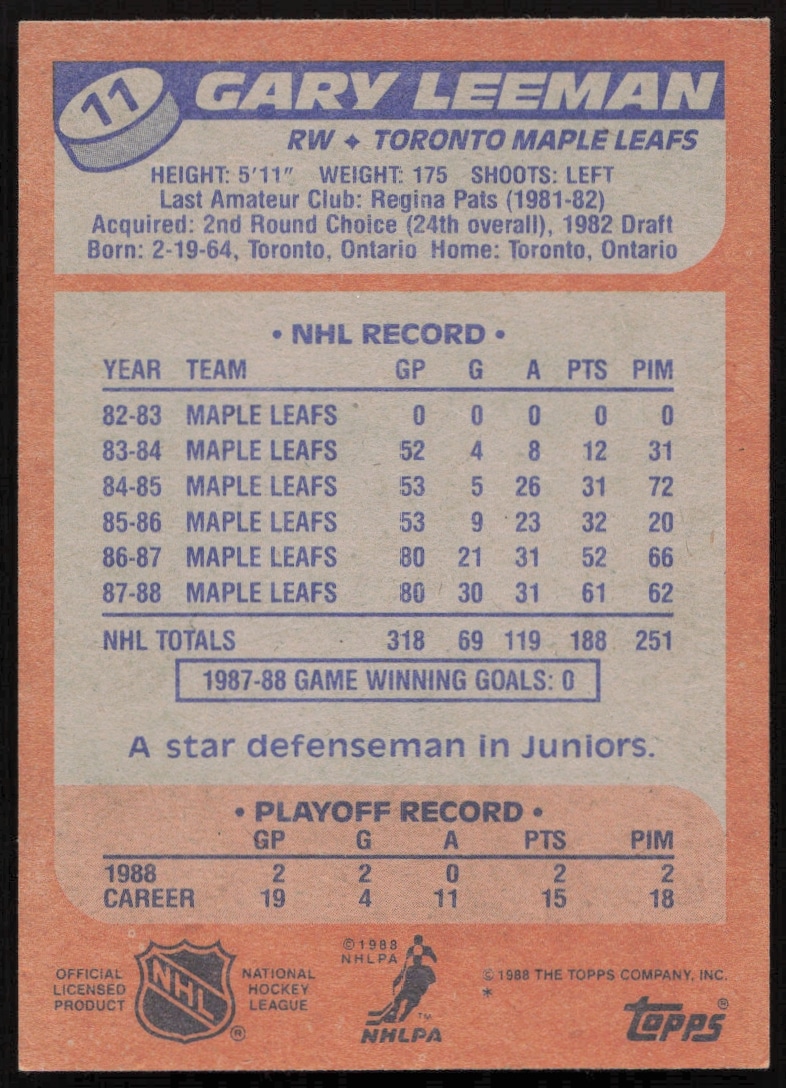 11
GARY LEEMAN
RW ✦ TORONTO MAPLE LEAFS
HEIGHT: 5'11" WEIGHT: 175 SHOOTS: LEFT
Last Amateur Club: Regina Pats (1981-82)
Acquired: 2nd Round Choice (24th overall), 1982 Draft
Born: 2-19-64, Toronto, Ontario Home: Toronto, Ontario
• NHL RECORD •
YEAR TEAM GP G A PTS PIM
82-83 MAPLE LEAFS 0 0 0 0 0
83-84 MAPLE LEAFS 52 4 8 12 31
84-85 MAPLE LEAFS 53 5 26 31 72
85-86 MAPLE LEAFS 53 9 23 32 20
86-87 MAPLE LEAFS 80 21 31 52 66
87-88 MAPLE LEAFS 80 30 31 61 62
NHL TOTALS 318 69 119 188 251
1987-88 GAME WINNING GOALS: 0
A star defenseman in Juniors.
• PLAYOFF RECORD •
GP G A PTS PIM
1988 2 2 0 2 2
CAREER 19 4 11 15 18
OFFICIAL
LICENSED
PRODUCT
NHL
®
NATIONAL
HOCKEY
LEAGUE
©1988
NHLPA
™
NHLPA
© 1988 THE TOPPS COMPANY, INC.
*
topps®